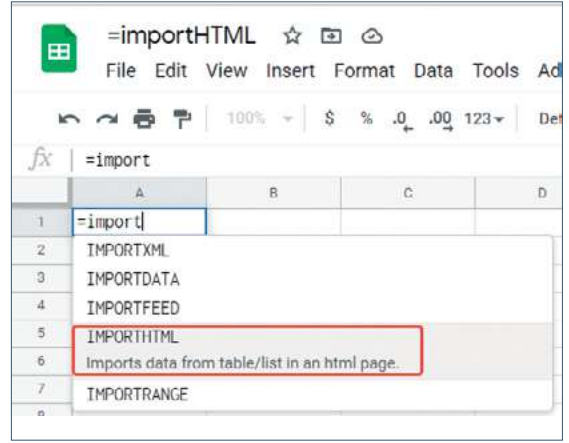 =importHTML
File Edit View Insert Format Data Tools Ad
100% $ % .0 .00 123 Def
fx =import
A B C D
1 =import
2 IMPORTXML
3 IMPORTDATA
4 IMPORTFEED
5 IMPORTHTML
6 Imports data from table/list in an html page.
7 IMPORTRANGE